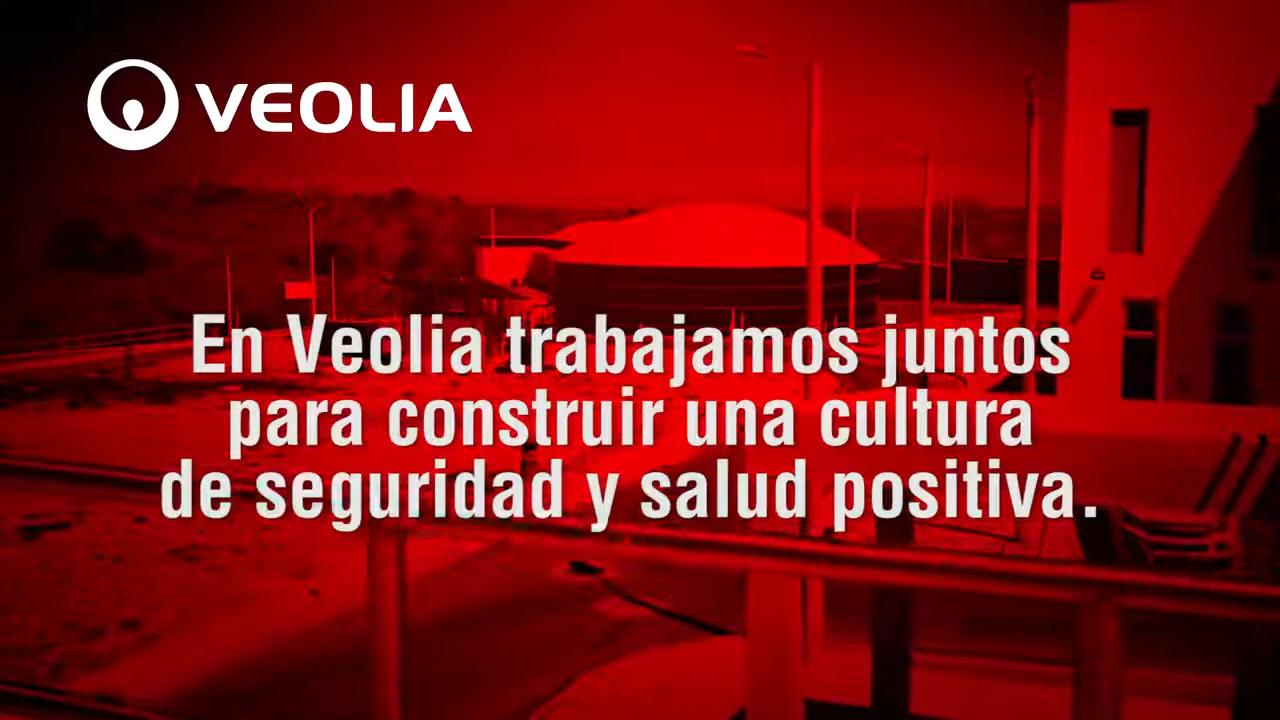 VEOLIA
En Veolia trabajamos juntos
para construir una cultura
de seguridad y salud positiva.